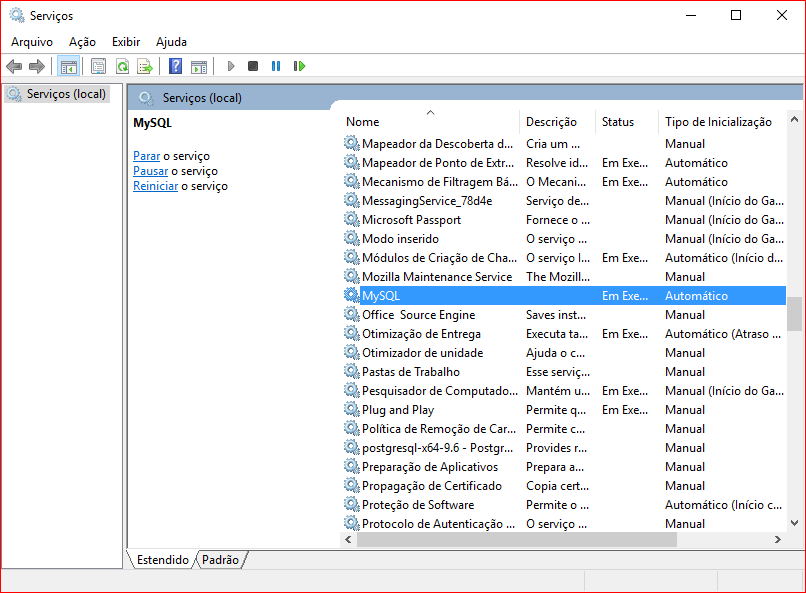 Serviços
Arquivo Ação Exibir Ajuda
Serviços (local)
Serviços (local)
MySQL
Parar o serviço
Pausar o serviço
Reiniciar o serviço
Nome Descrição Status Tipo de Inicialização
Mapeador da Descoberta d... Cria um ... Manual
Mapeador de Ponto de Extr... Resolve id... Em Exe... Automático
Mecanismo de Filtragem Bá... O Mecani... Em Exe... Automático
MessagingService_78d4e Serviço de... Manual (Início do Ga...
Microsoft Passport Fornece o ... Manual (Início do Ga...
Modo inserido O serviço ... Manual (Início do Ga...
Módulos de Criação de Cha... O serviço I... Em Exe... Automático (Início d...
Mozilla Maintenance Service The Mozill... Manual
MySQL Em Exe... Automático
Office Source Engine Saves inst... Manual
Otimização de Entrega Executa ta... Em Exe... Automático (Atraso ...
Otimizador de unidade Ajuda o c... Manual
Pastas de Trabalho Esse serviç... Manual
Pesquisador de Computado... Mantém u... Em Exe... Manual (Início do Ga...
Plug and Play Permite q... Em Exe... Manual
Política de Remoção de Car... Permite c... Manual
postgresql-x64-9.6 - Postgr... Provides r... Manual
Preparação de Aplicativos Prepara a... Manual
Propagação de Certificado Copia cert... Manual
Proteção de Software Permite o ... Automático (Início c...
Protocolo de Autenticação ... O serviço ... Manual
Estendido Padrão